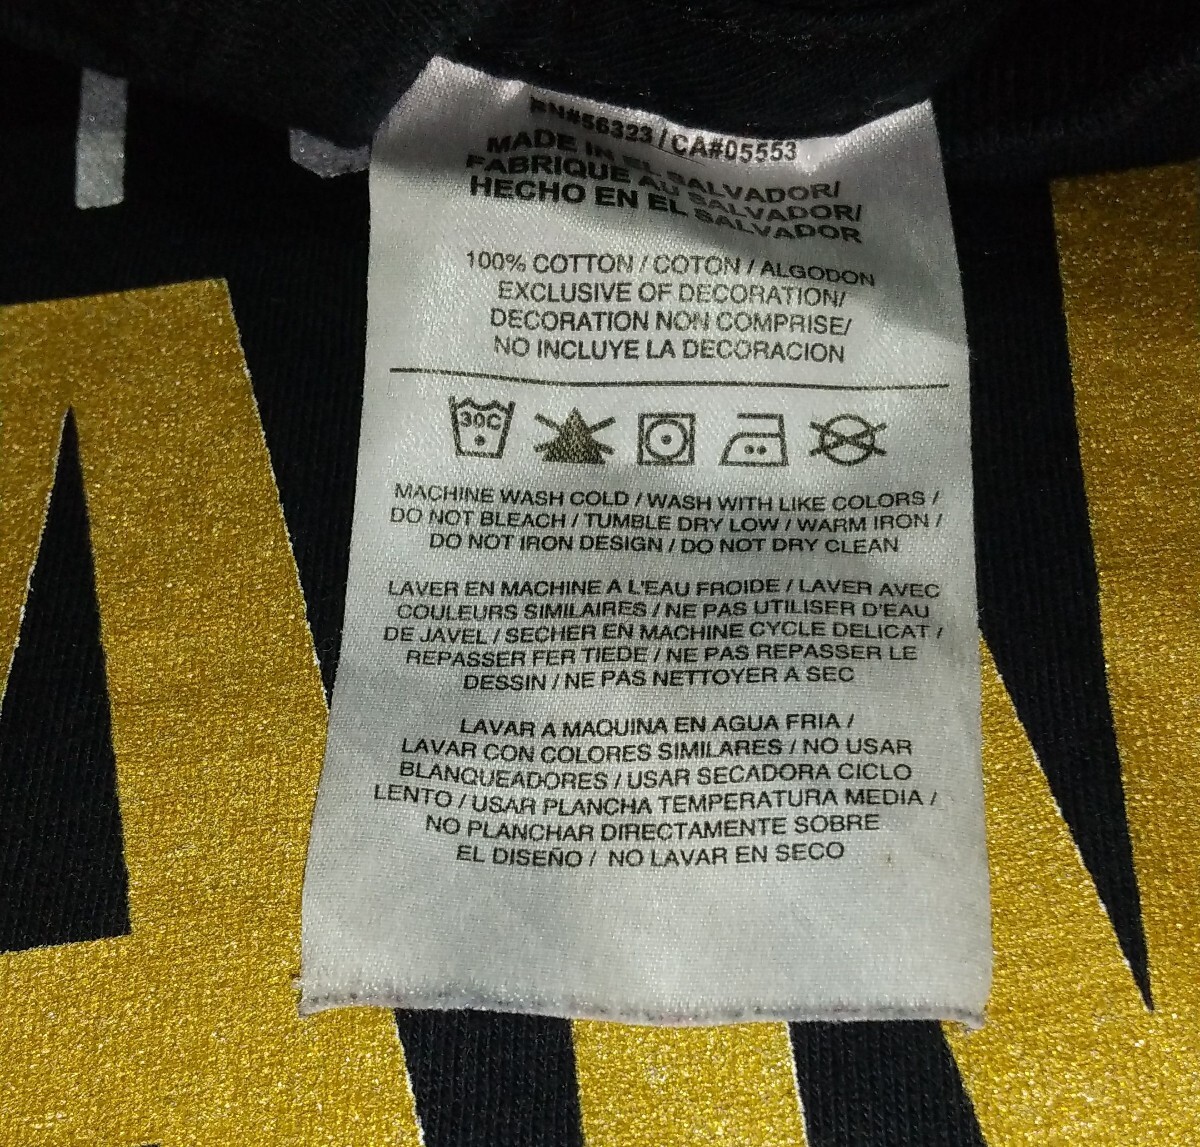 RN#56323 / CA#05553
MADE IN EL SALVADOR/
FABRIQUE AU SALVADOR/
HECHO EN EL SALVADOR
100% COTTON / COTON / ALGODON
EXCLUSIVE OF DECORATION/
DECORATION NON COMPRISE/
NO INCLUYE LA DECORACION
30C
MACHINE WASH COLD / WASH WITH LIKE COLORS /
DO NOT BLEACH / TUMBLE DRY LOW / WARM IRON /
DO NOT IRON DESIGN / DO NOT DRY CLEAN
LAVER EN MACHINE A L'EAU FROIDE / LAVER AVEC
COULEURS SIMILAIRES / NE PAS UTILISER D'EAU
DE JAVEL / SECHER EN MACHINE CYCLE DELICAT /
REPASSER FER TIEDE / NE PAS REPASSER LE
DESSIN / NE PAS NETTOYER A SEC
LAVAR A MAQUINA EN AGUA FRIA /
LAVAR CON COLORES SIMILARES / NO USAR
BLANQUEADORES / USAR SECADORA CICLO
LENTO / USAR PLANCHA TEMPERATURA MEDIA /
NO PLANCHAR DIRECTAMENTE SOBRE
EL DISEÑO / NO LAVAR EN SECO